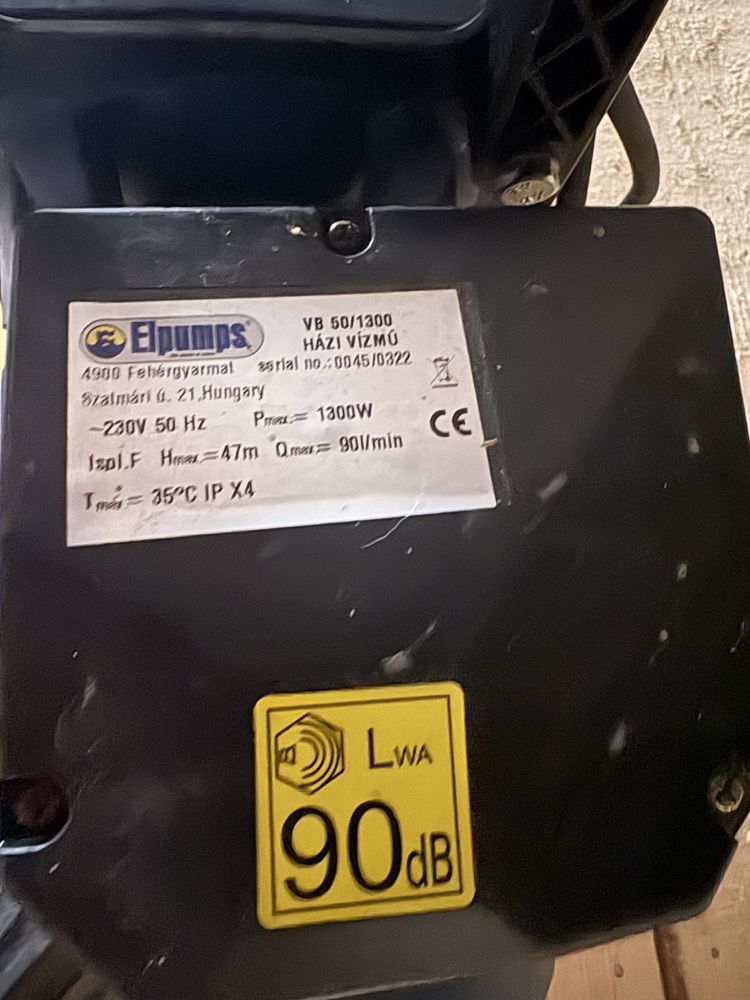 Elpumps
VB 50/1300
HÁZI VÍZMŰ
4900 Fehérgyarmat serial no.:0045/0322
Szatmári ú. 21,Hungary
~230V 50 Hz Pmax.= 1300W
CE
Ispl.F Hmax.=47m Qmax= 90l/min
Tmax= 35°C IP X4
LWA
90dB